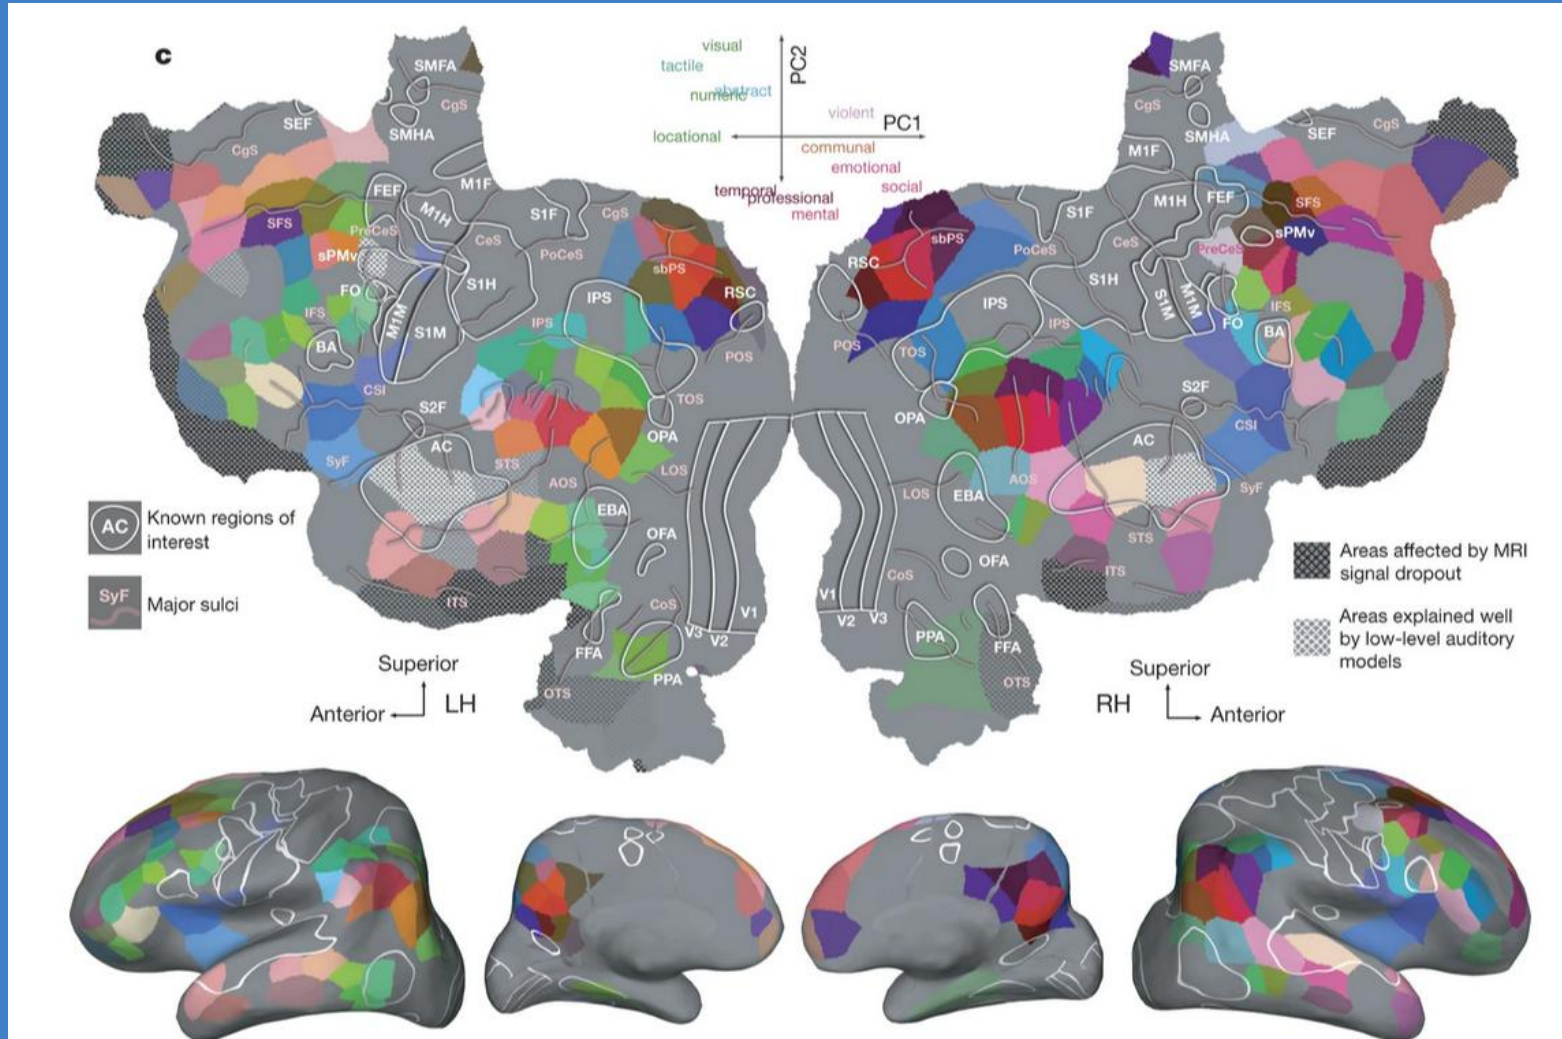 c
visual
tactile
abstract
numeric
locational
PC2
violent
PC1
communal
emotional
social
temporal
professional
mental
SMFA
CgS
SEF
SMHA
CgS
M1F
FEF
M1H
S1F
CgS
SFS
PreCeS
CeS
PoCeS
sPMv
sbPS
S1H
FO
IPS
RSC
IFS
M1M
S1M
IPS
BA
POS
CSI
S2F
TOS
AC
OPA
SyF
STS
AOS
LOS
EBA
OFA
ITS
CoS
V1
V2
V3
FFA
PPA
OTS
SMFA
CgS
CgS
SMHA
SEF
M1F
M1H
FEF
S1F
SFS
sbPS
PoCeS
CeS
PreCeS
sPMv
RSC
S1H
IPS
S1M
M1M
IFS
FO
BA
IPS
POS
TOS
S2F
OPA
AC
CSI
AOS
LOS
EBA
SyF
STS
OFA
ITS
CoS
V1
V2
V3
PPA
FFA
OTS
AC
Known regions of
interest
SyF
Major sulci
Areas affected by MRI
signal dropout
Areas explained well
by low-level auditory
models
Superior
Anterior
LH
Superior
RH
Anterior